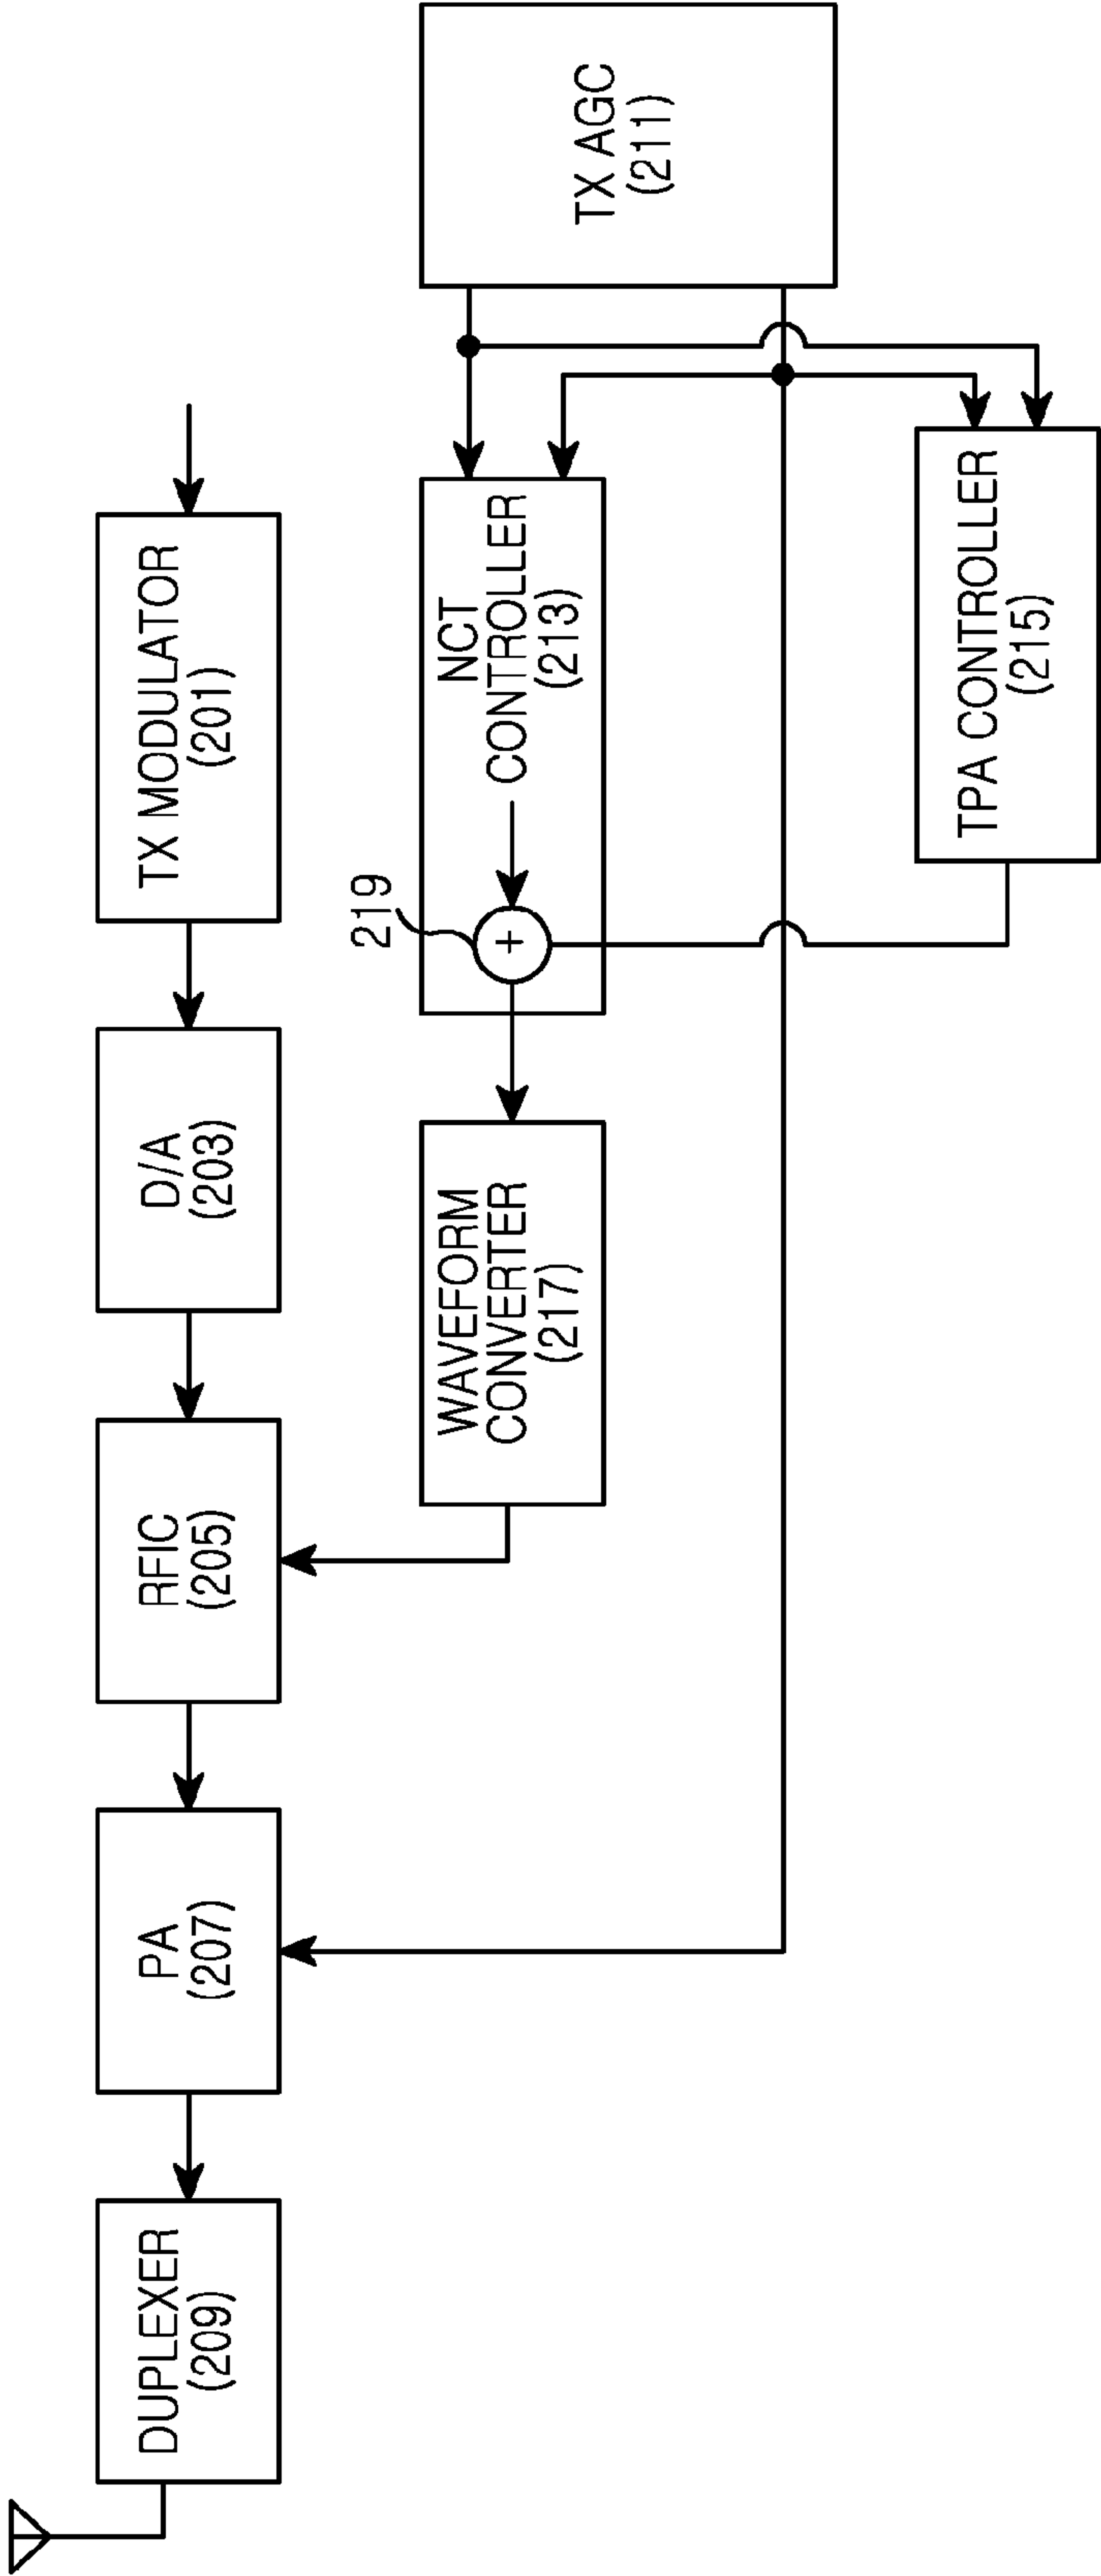 DUPLEXER
(209)
PA
(207)
RFIC
(205)
D/A
(203)
TX MODULATOR
(201)
219
WAVEFORM
CONVERTER
(217)
+
NCT
CONTROLLER
(213)
TX AGC
(211)
TPA CONTROLLER
(215)